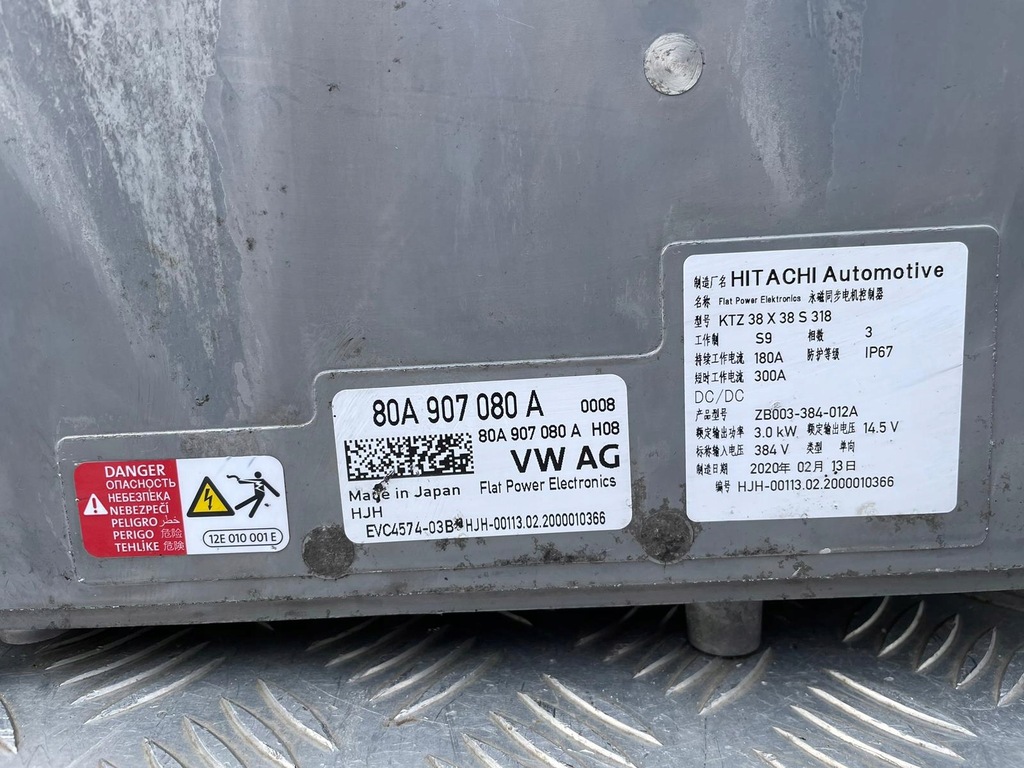 DANGER
ОПАСНОСТЬ
НЕБЕЗПЕКА
NEBEZPEČÍ
PELIGRO خطر
PERIGO 危险
TEHLİKE 危険
12E 010 001 E
80A 907 080 A 0008
80A 907 080 A H08
VW AG
Made in Japan Flat Power Electronics
HJH
EVC4574-03B HJH-00113.02.2000010366
制造厂名 HITACHI Automotive
名称 Flat Power Elektronics 永磁同步电机控制器
型号 KTZ 38 X 38 S 318
工作制 S9 相数 3
持续工作电流 180A 防护等级 IP67
短时工作电流 300A
DC/DC
产品型号 ZB003-384-012A
额定输出功率 3.0 kW 额定输出电压 14.5 V
标称输入电压 384 V 类型 单向
制造日期 2020年 02月 13日
编号 HJH-00113.02.2000010366